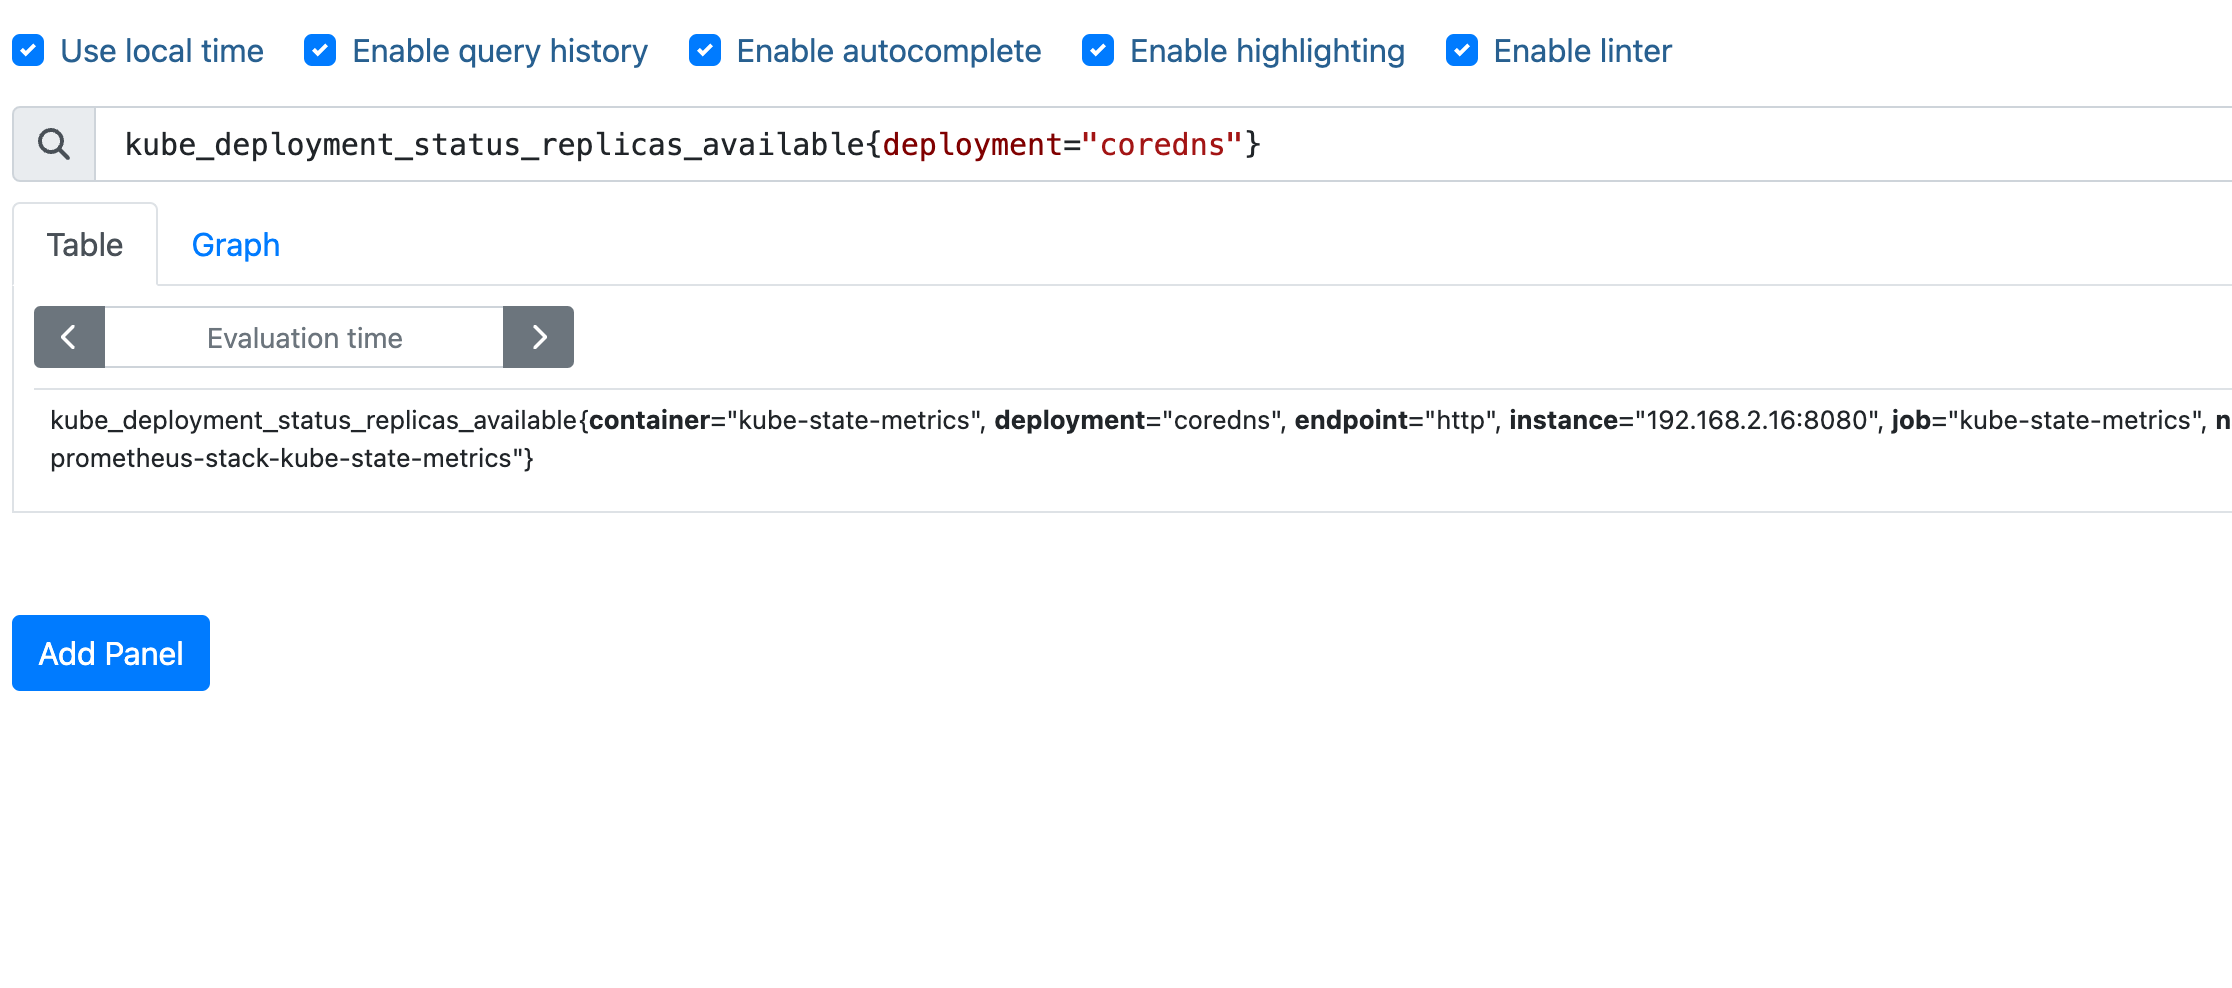 Use local time Enable query history Enable autocomplete Enable highlighting Enable linter
kube_deployment_status_replicas_available{deployment="coredns"}
Table Graph
Evaluation time
kube_deployment_status_replicas_available{container="kube-state-metrics", deployment="coredns", endpoint="http", instance="192.168.2.16:8080", job="kube-state-metrics", n
prometheus-stack-kube-state-metrics"}
Add Panel